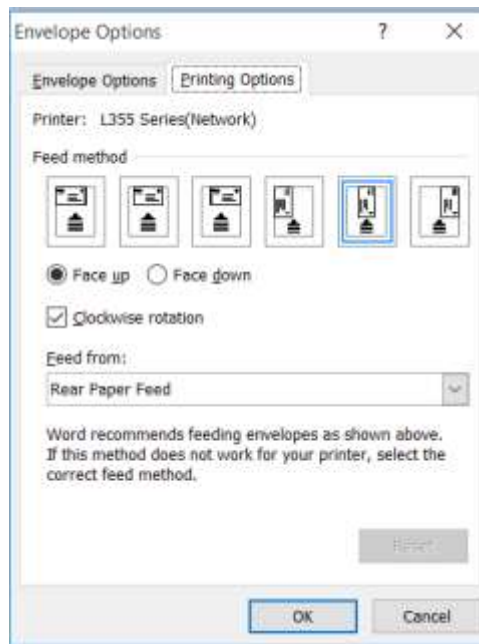 Envelope Options ?
Envelope Options Printing Options
Printer: L355 Series(Network)
Feed method
Face up Face down
Clockwise rotation
Feed from:
Rear Paper Feed
Word recommends feeding envelopes as shown above.
If this method does not work for your printer, select the
correct feed method.
Reset
OK Cancel